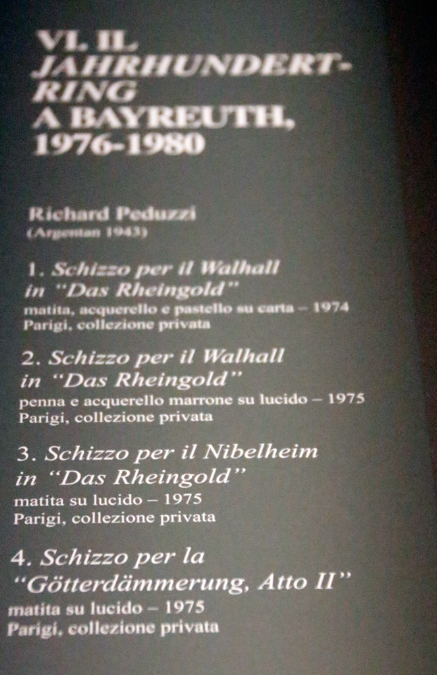 VI. IL
JAHRHUNDERT-
RING
A BAYREUTH,
1976-1980
Richard Peduzzi
(Argentan 1943)
1. Schizzo per il Walhall
in “Das Rheingold”
matita, acquerello e pastello su carta – 1974
Parigi, collezione privata
2. Schizzo per il Walhall
in “Das Rheingold”
penna e acquerello marrone su lucido – 1975
Parigi, collezione privata
3. Schizzo per il Nibelheim
in “Das Rheingold”
matita su lucido – 1975
Parigi, collezione privata
4. Schizzo per la
“Götterdämmerung, Atto II”
matita su lucido – 1975
Parigi, collezione privata